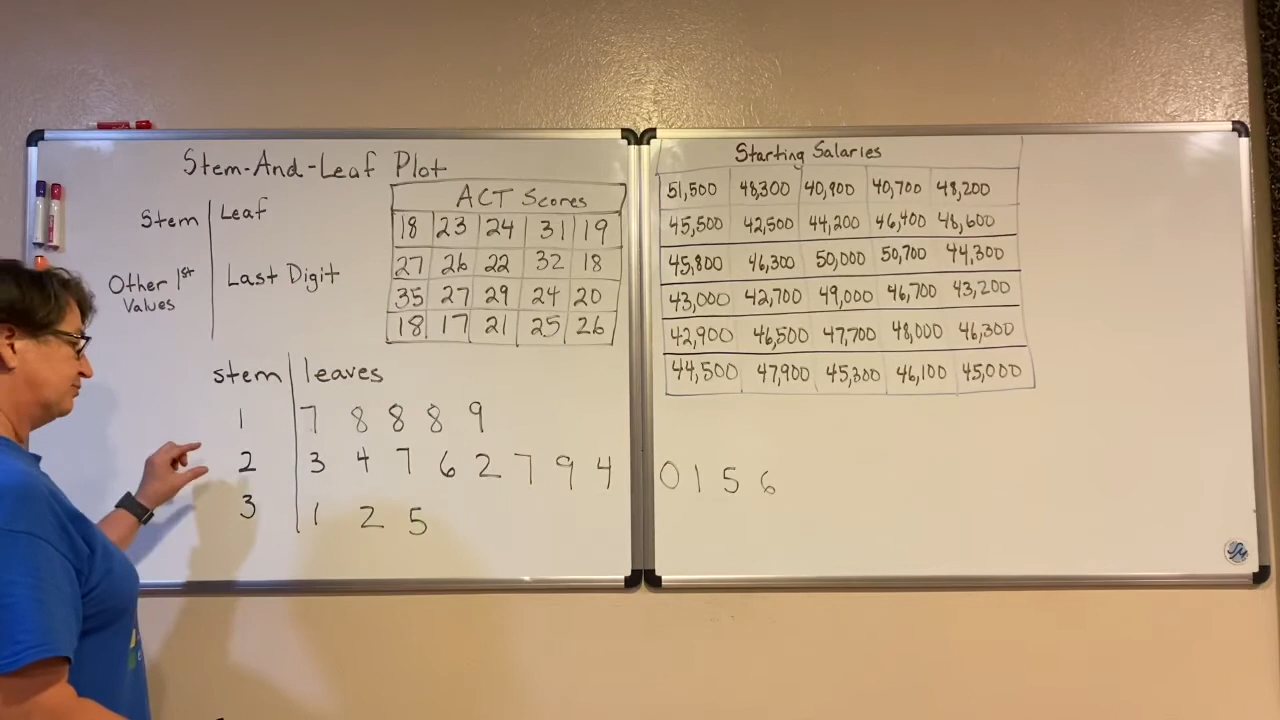 Stem-And-Leaf Plot
Stem Leaf
Other 1st Values Last Digit
ACT Scores
18 23 24 31 19
27 26 22 32 18
35 27 29 24 20
18 17 21 25 26
stem leaves
1 7 8 8 8 9
2 3 4 7 6 2 7 9 4 0 1 5 6
3 1 2 5
Starting Salaries
51,500 48,300 40,900 40,700 48,200
45,500 42,500 44,200 46,400 48,600
45,800 46,300 50,000 50,700 44,300
43,000 42,700 49,000 46,700 43,200
42,900 46,500 47,700 48,000 46,300
44,500 47,900 45,300 46,100 45,000